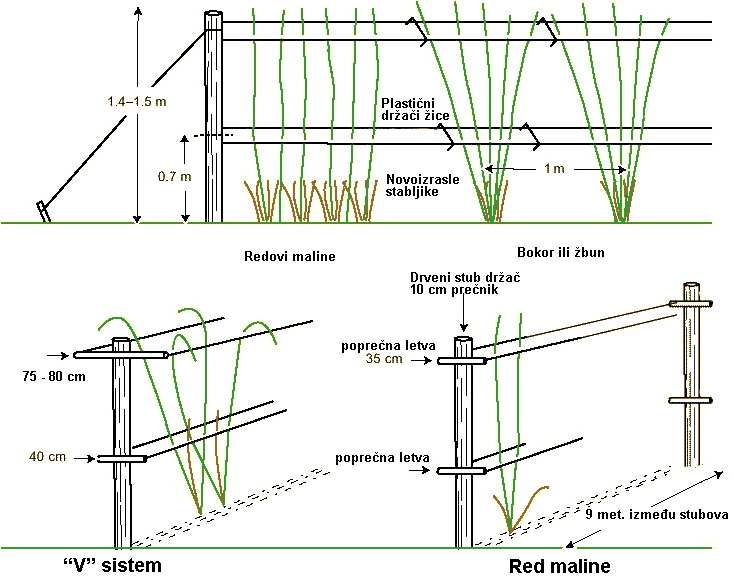 1.4–1.5 m
Plastični
držači žice
0.7 m
Novoizrasle
stabljike
1 m
Redovi maline
Bokor ili žbun
Drveni stub držač
10 cm prečnik
poprečna letva
35 cm
75 - 80 cm
40 cm
poprečna letva
9 met. između stubova
“V” sistem
Red maline